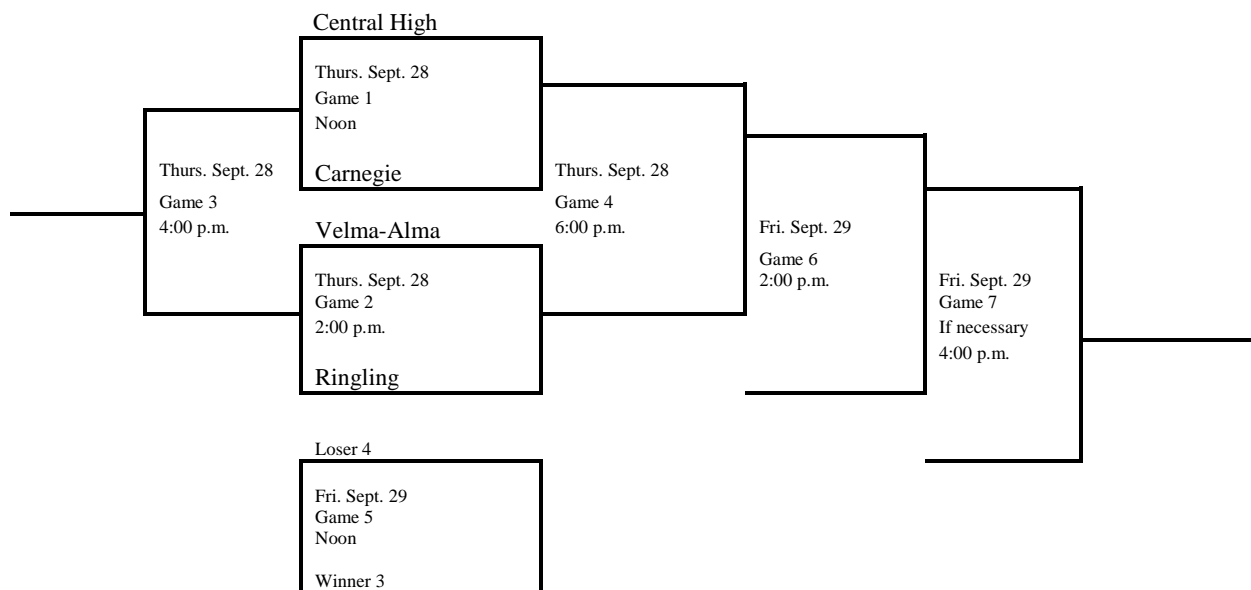 Central High
Thurs. Sept. 28
Game 1
Noon
Carnegie
Thurs. Sept. 28
Game 3
4:00 p.m.
Thurs. Sept. 28
Game 4
6:00 p.m.
Velma-Alma
Thurs. Sept. 28
Game 2
2:00 p.m.
Ringling
Fri. Sept. 29
Game 6
2:00 p.m.
Fri. Sept. 29
Game 7
If necessary
4:00 p.m.
Loser 4
Fri. Sept. 29
Game 5
Noon
Winner 3